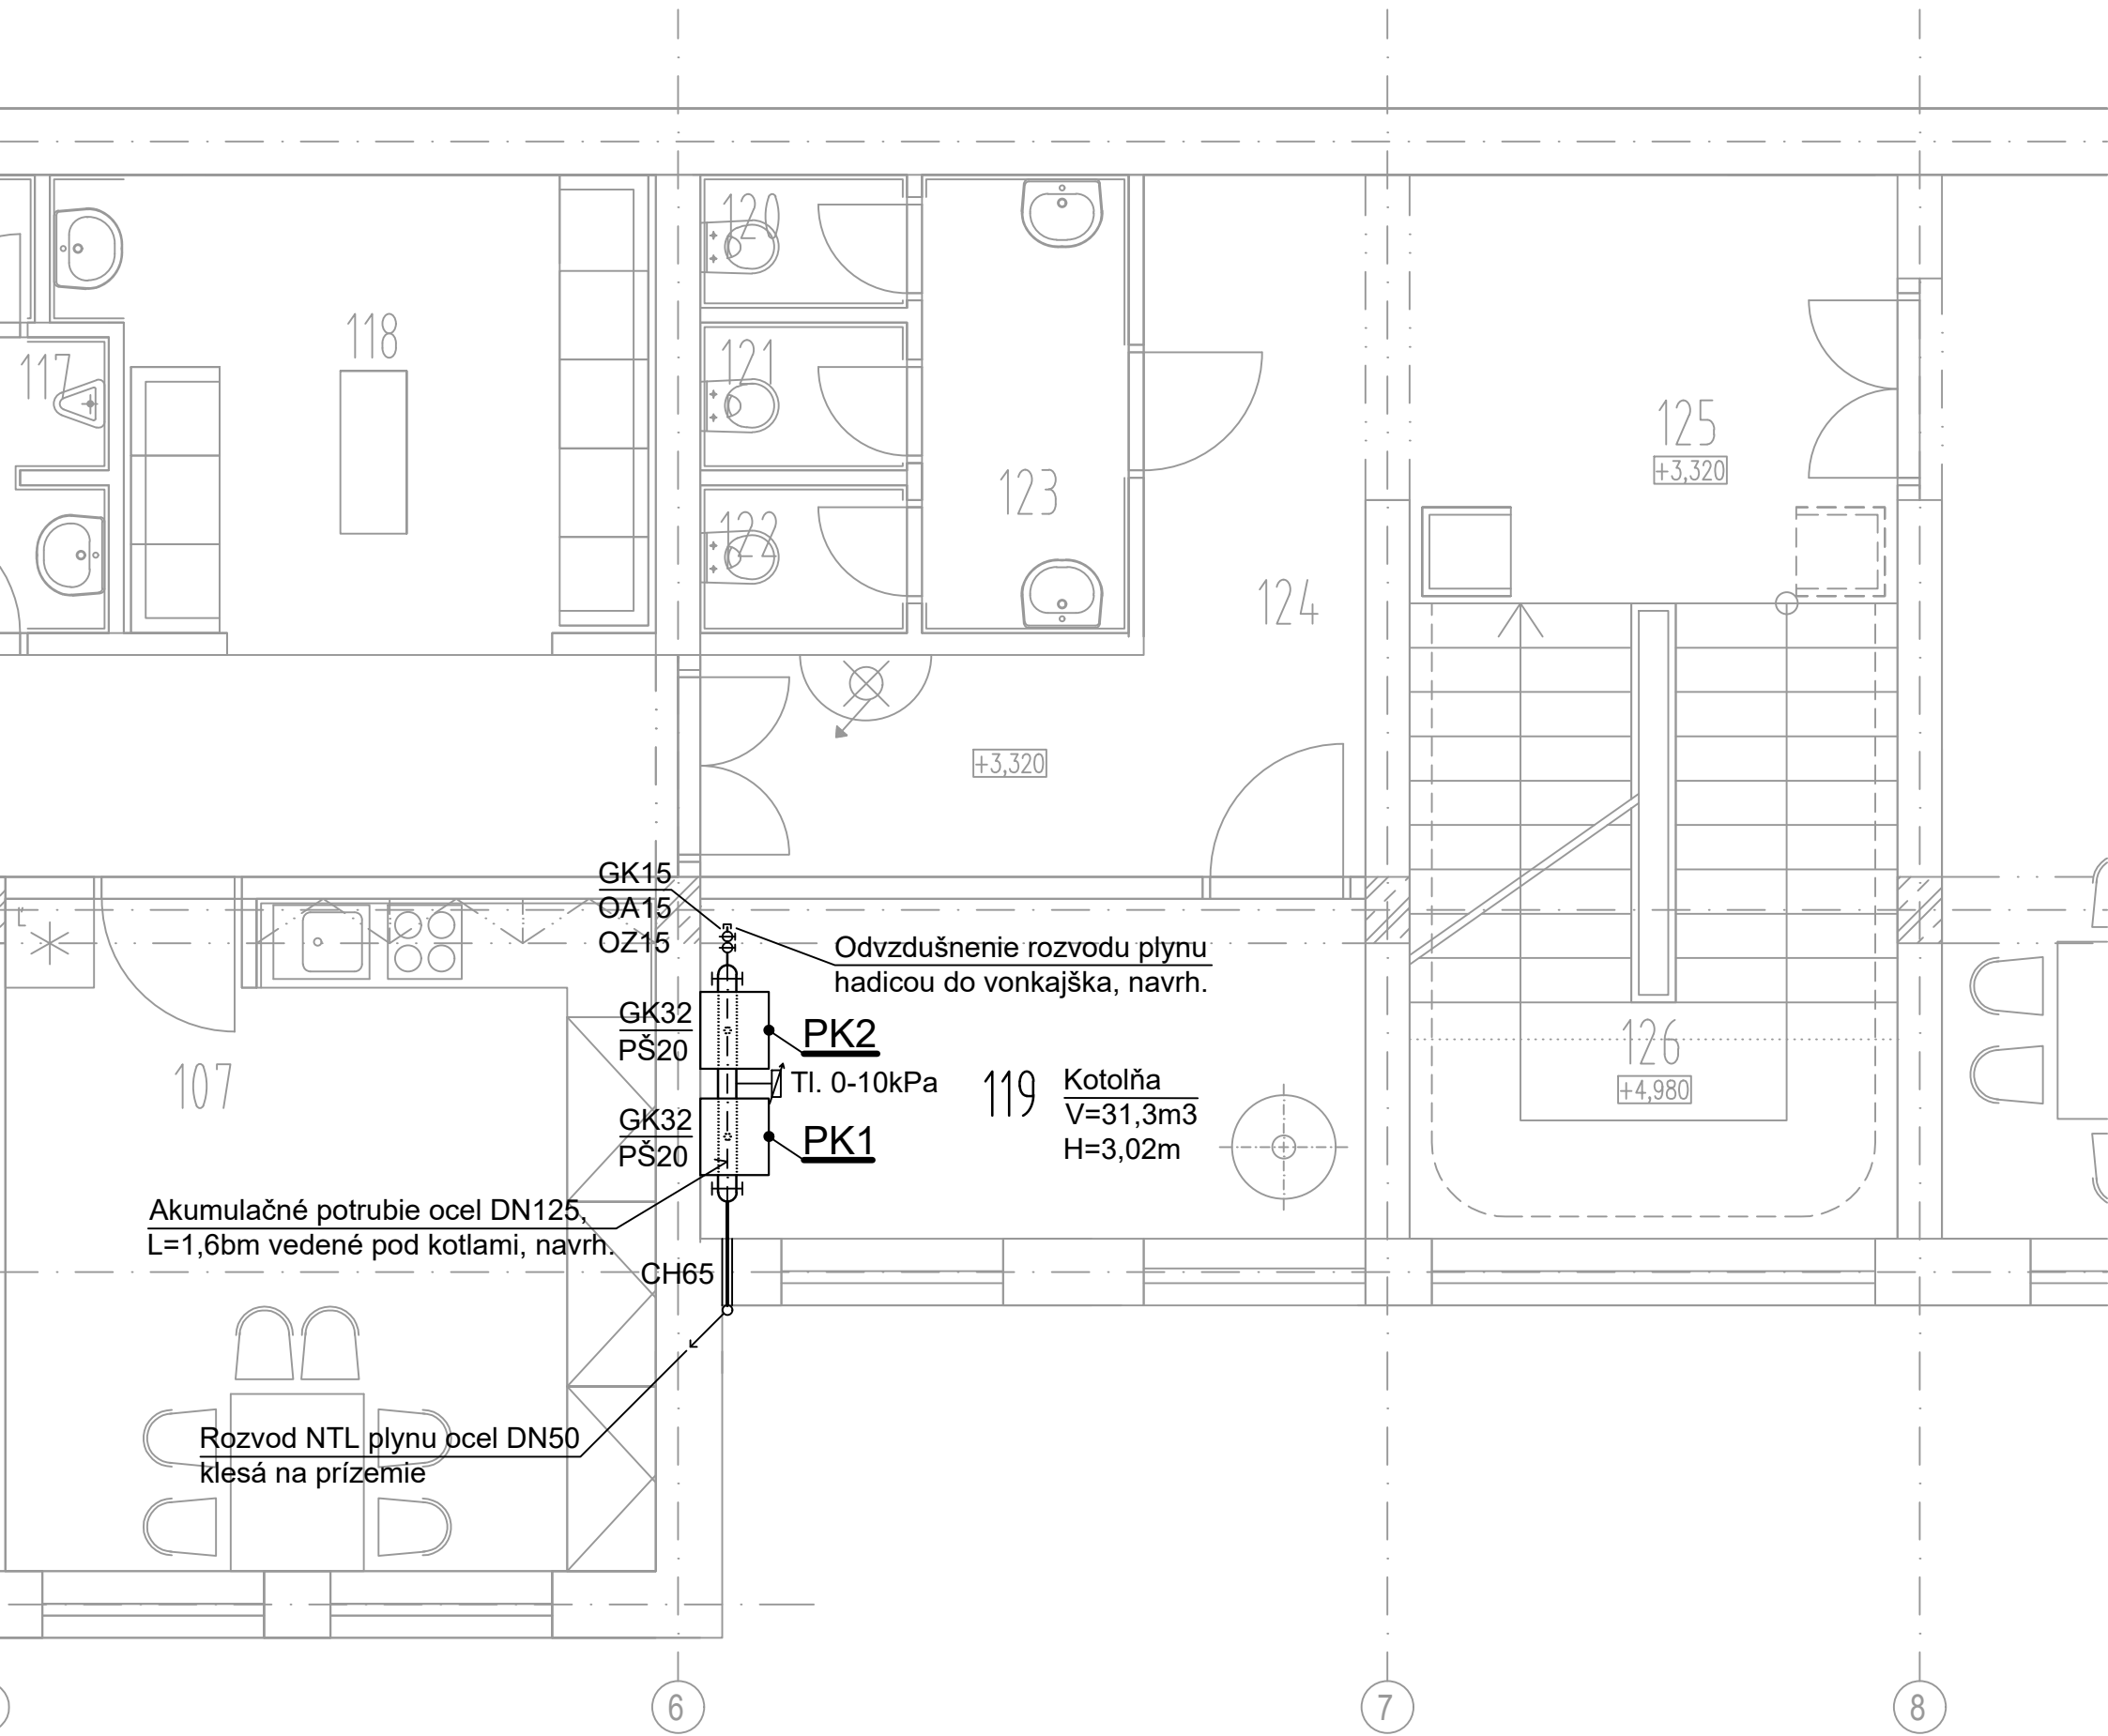 120
118
121
117
125
+3,320
123
122
124
+3,320
GK15
OA15
OZ15
Odvzdušnenie rozvodu plynu
hadicou do vonkajška, navrh.
GK32
PŠ20
PK2
Tl. 0-10kPa
107
119
Kotolňa
V=31,3m3
H=3,02m
126
+4,980
GK32
PŠ20
PK1
Akumulačné potrubie ocel DN125,
L=1,6bm vedené pod kotlami, navrh.
CH65
Rozvod NTL plynu ocel DN50
klesá na prízemie
6
7
8